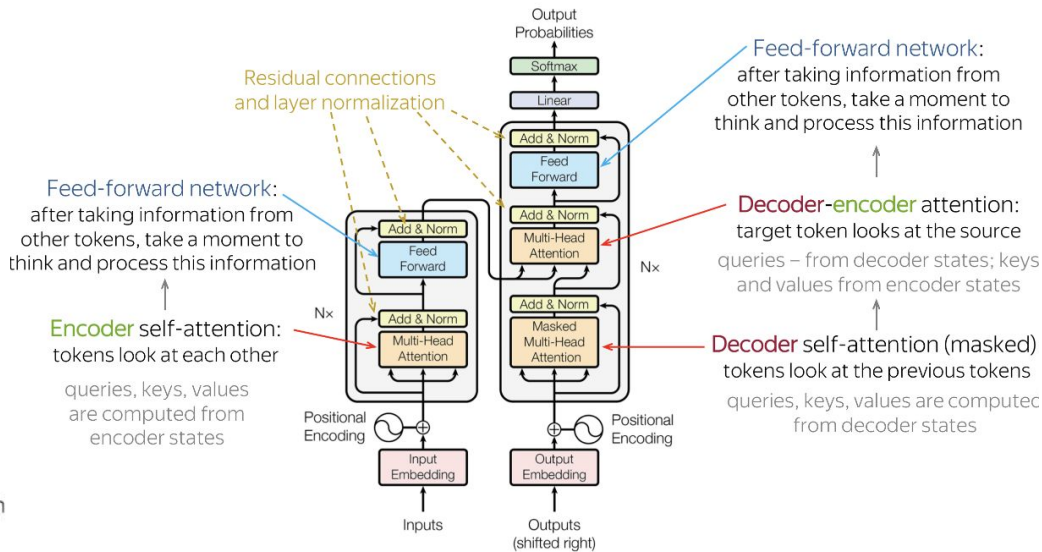 Output
Probabilities
Softmax
Linear
Add & Norm
Feed
Forward
Add & Norm
Multi-Head
Attention
Nx
Add & Norm
Masked
Multi-Head
Attention
Positional
Encoding
Output
Embedding
Outputs
(shifted right)
Residual connections
and layer normalization
Feed-forward network:
after taking information from
other tokens, take a moment to
think and process this information
Add & Norm
Feed
Forward
Nx
Add & Norm
Multi-Head
Attention
Encoder self-attention:
tokens look at each other
queries, keys, values
are computed from
encoder states
Positional
Encoding
Input
Embedding
Inputs
Feed-forward network:
after taking information from
other tokens, take a moment to
think and process this information
Decoder-encoder attention:
target token looks at the source
queries – from decoder states; keys
and values from encoder states
Decoder self-attention (masked)
tokens look at the previous tokens
queries, keys, values are computed
from decoder states